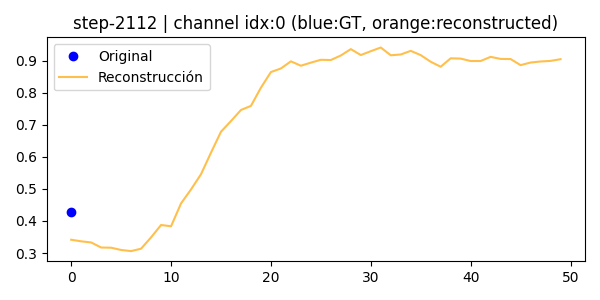 step-2112 | channel idx:0 (blue:GT, orange:reconstructed)
Original
Reconstrucción
0.9
0.8
0.7
0.6
0.5
0.4
0.3
0 10 20 30 40 50